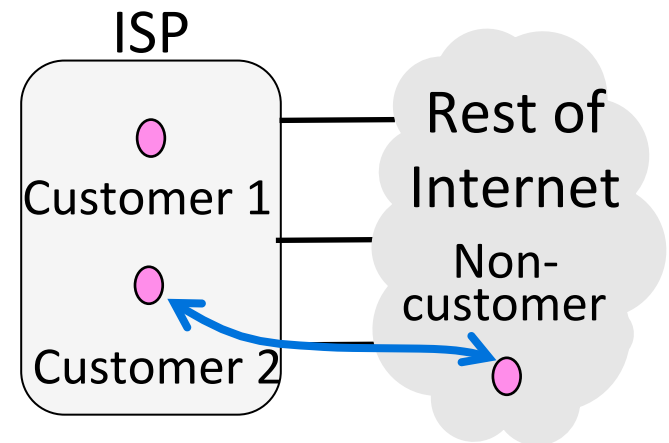 ISP
Customer 1
Customer 2
Rest of
Internet
Non-
customer